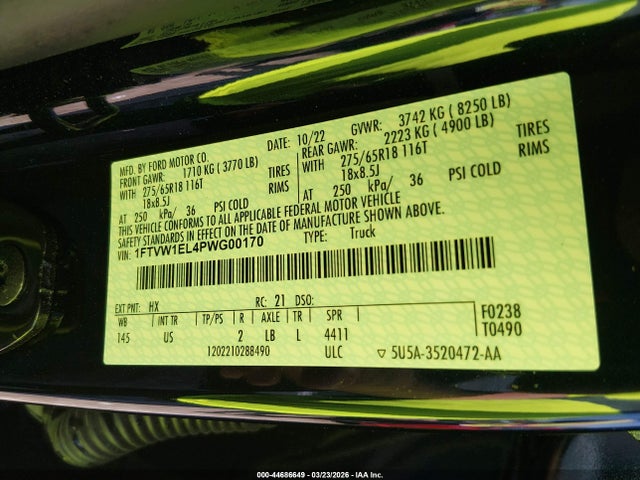 MFD. BY FORD MOTOR CO.
DATE: 10/22 GVWR: 3742 KG ( 8250 LB)
FRONT GAWR: 1710 KG ( 3770 LB) REAR GAWR: 2223 KG ( 4900 LB)
WITH 275/65R18 116T TIRES WITH 275/65R18 116T TIRES
18x8.5J RIMS 18x8.5J RIMS
AT 250 kPa/ 36 PSI COLD AT 250 kPa/ 36 PSI COLD
THIS VEHICLE CONFORMS TO ALL APPLICABLE FEDERAL MOTOR VEHICLE
SAFETY STANDARDS IN EFFECT ON THE DATE OF MANUFACTURE SHOWN ABOVE.
VIN: 1FTVW1EL4PWG00170 TYPE: Truck
EXT PNT: HX RC: 21 DSO:
WB INT TR TP/PS R AXLE TR SPR F0238
145 US 2 LB L 4411 T0490
1202210288490 ULC ▽ 5U5A-3520472-AA
000-44686649 - 03/23/2026 - IAA Inc.